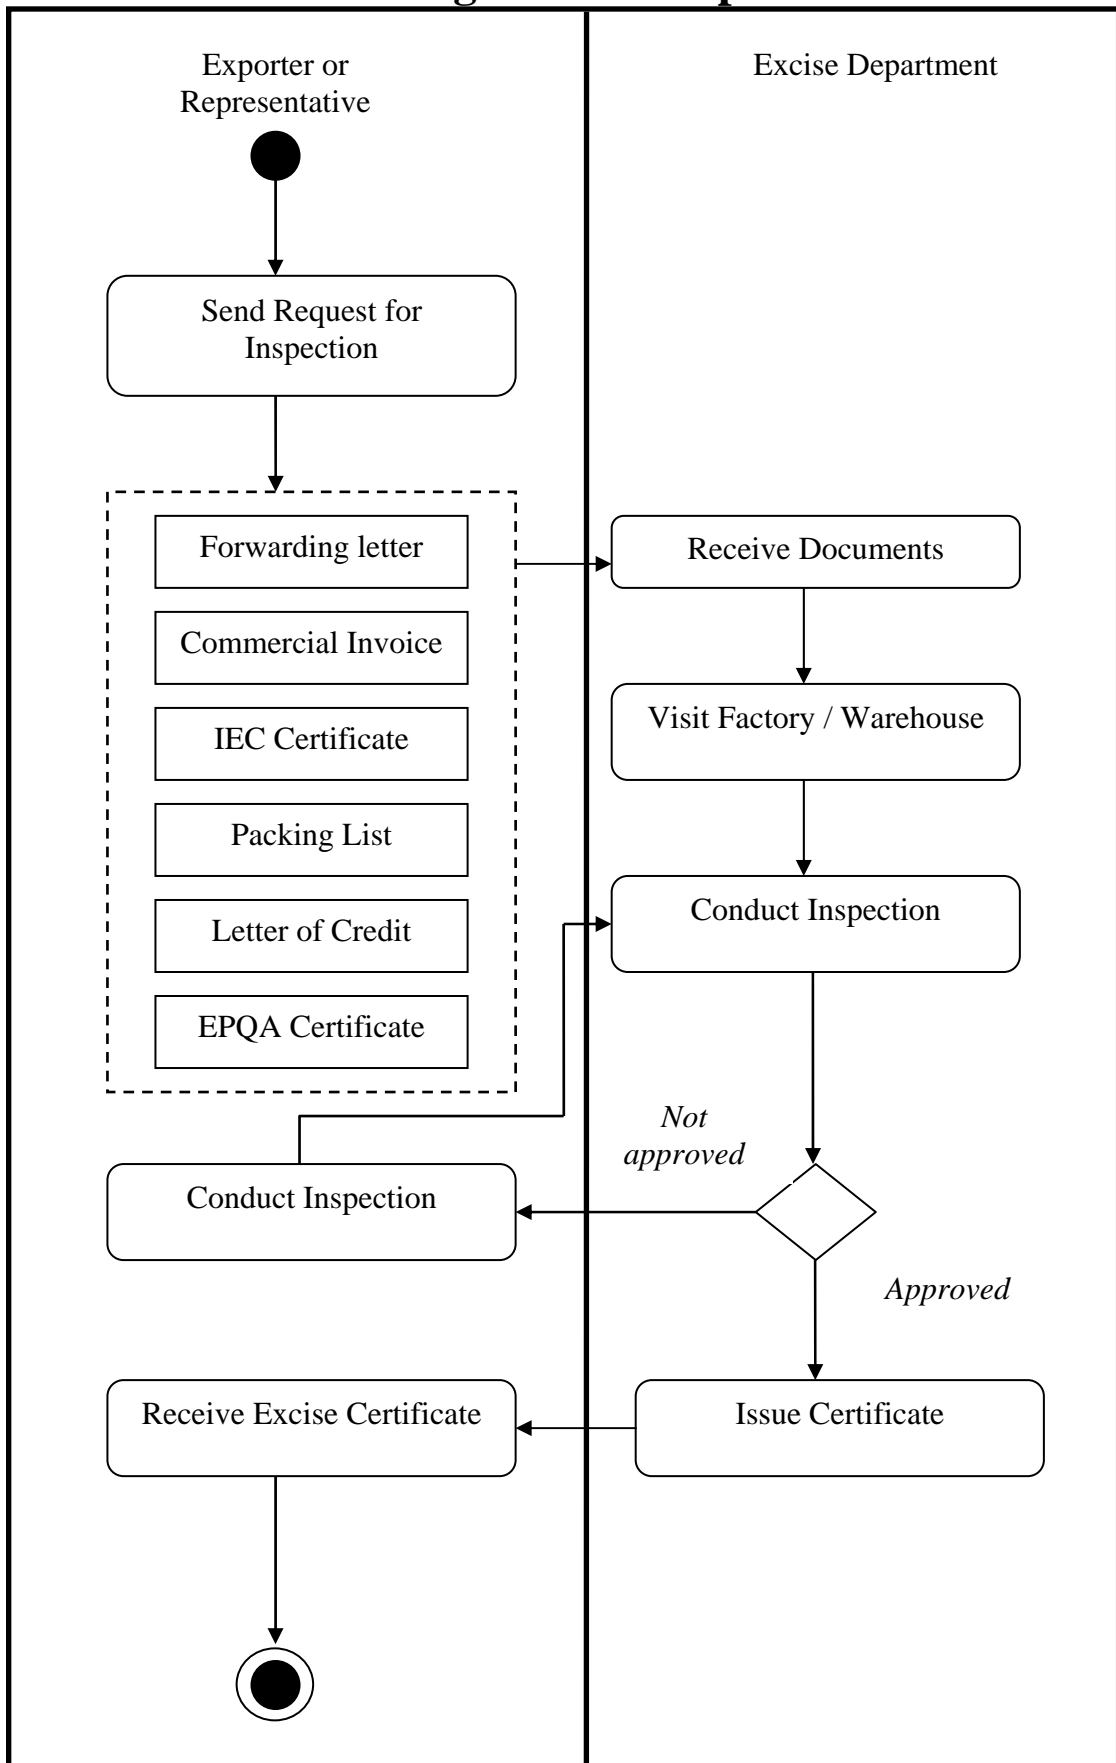 Exporter or
Representative
Excise Department
Send Request for
Inspection
Forwarding letter
Receive Documents
Commercial Invoice
Visit Factory / Warehouse
IEC Certificate
Packing List
Conduct Inspection
Letter of Credit
EPQA Certificate
Not
approved
Conduct Inspection
Approved
Receive Excise Certificate
Issue Certificate